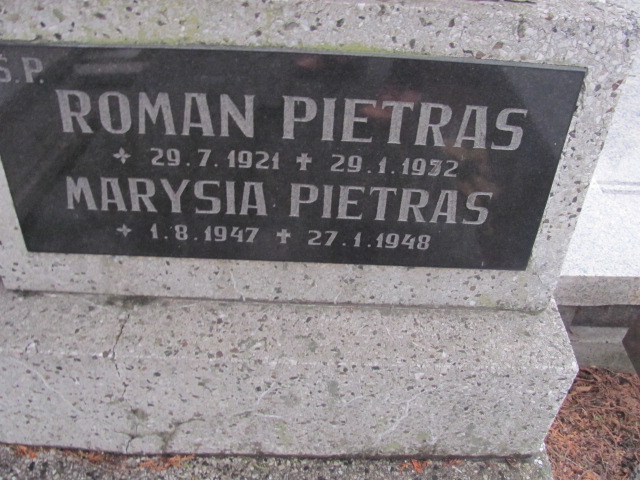 Ś.P.
ROMAN PIETRAS
29.7.1921 + 29.1.1932
MARYSIA PIETRAS
1.8.1947 + 27.1.1948